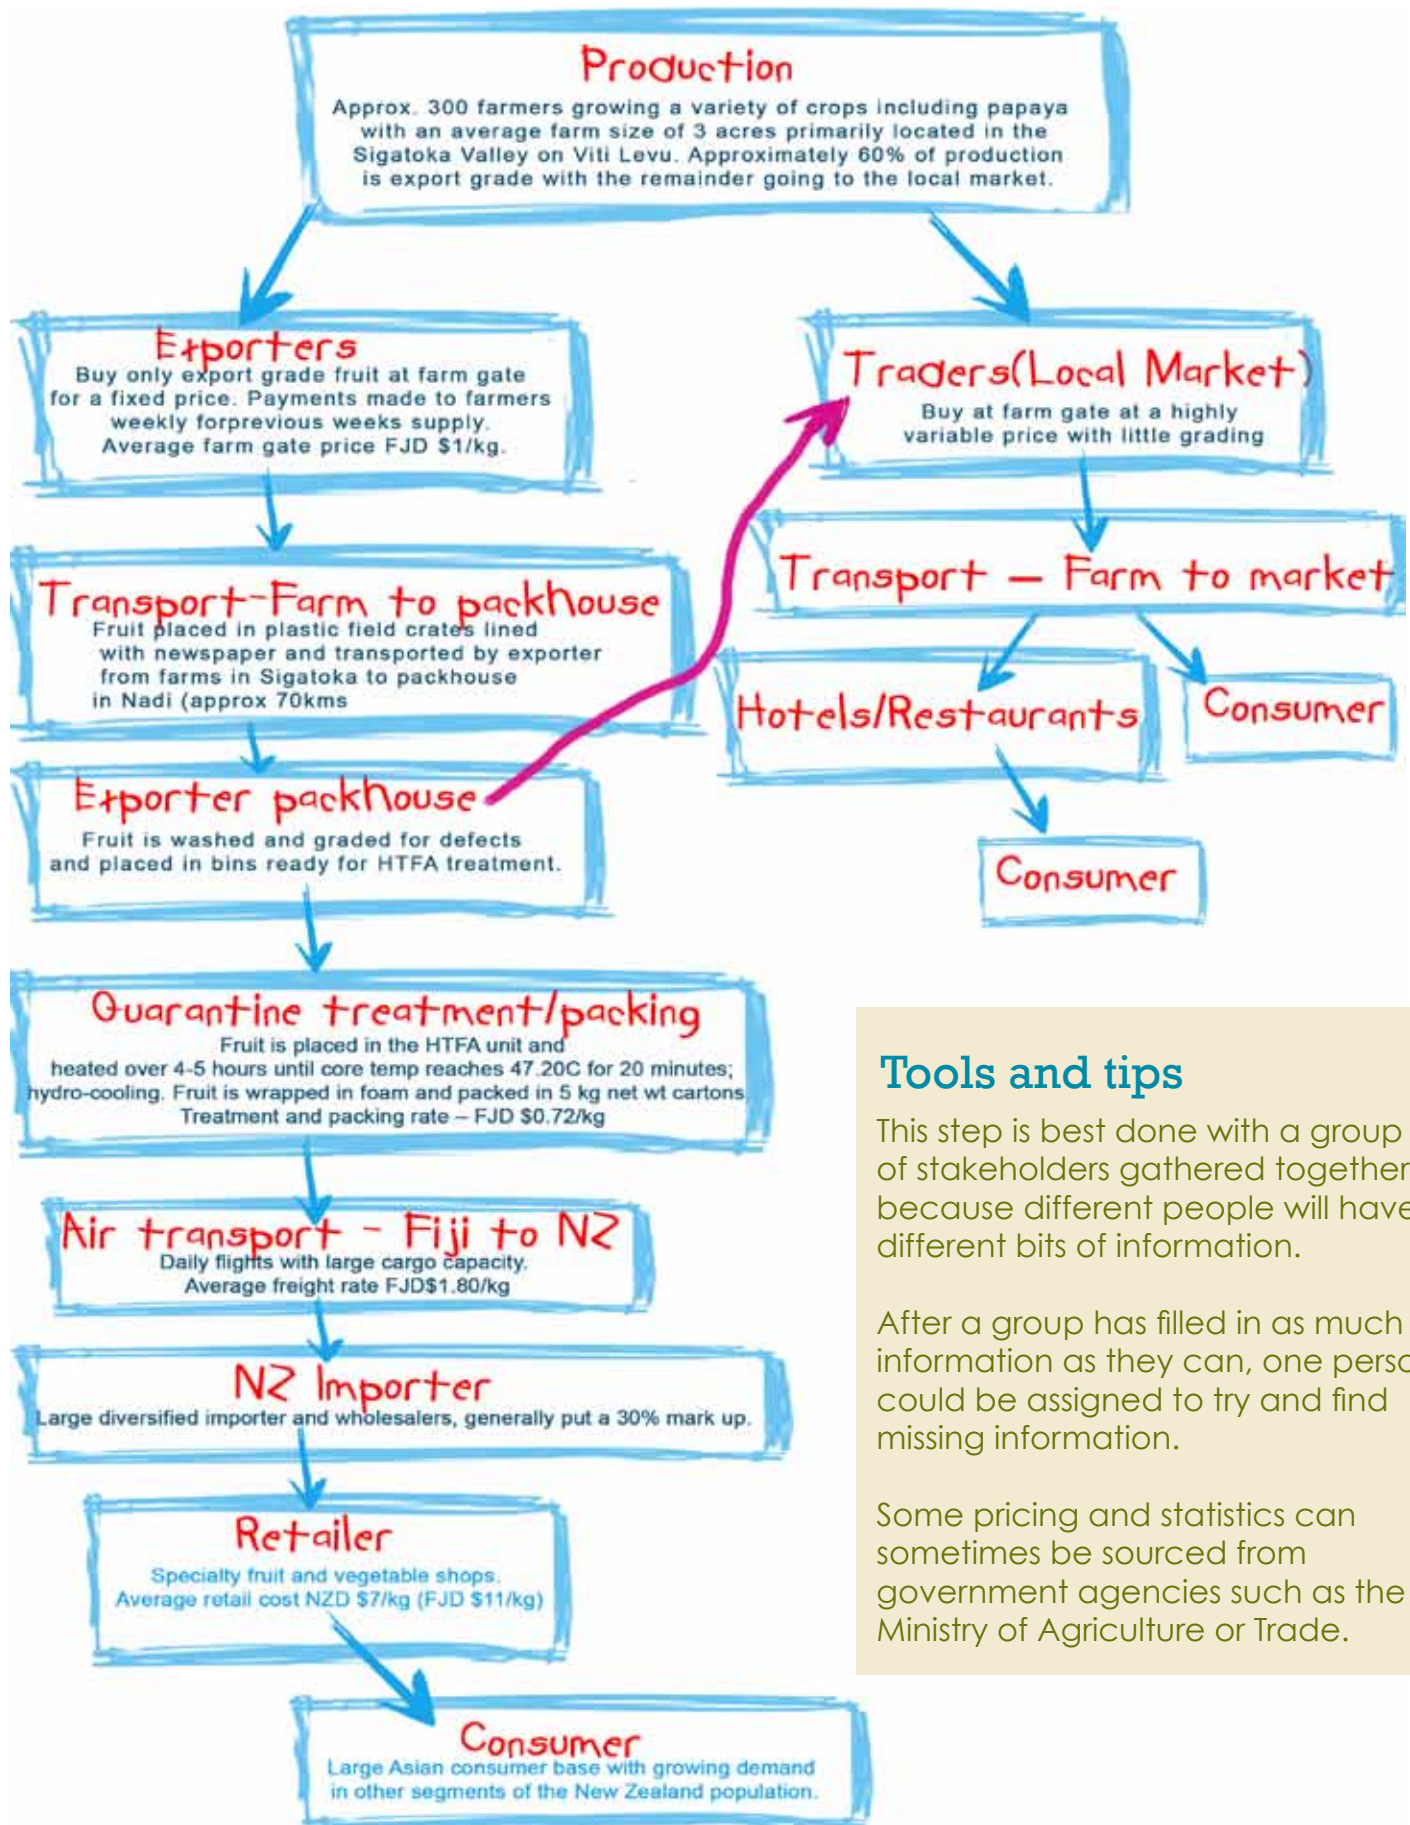 Production
Approx. 300 farmers growing a variety of crops including papaya
with an average farm size of 3 acres primarily located in the
Sigatoka Valley on Viti Levu. Approximately 60% of production
is export grade with the remainder going to the local market.
Exporters
Buy only export grade fruit at farm gate
for a fixed price. Payments made to farmers
weekly forprevious weeks supply.
Average farm gate price FJD $1/kg.
Traders(Local Market)
Buy at farm gate at a highly
variable price with little grading
Transport-Farm to packhouse
Fruit placed in plastic field crates lined
with newspaper and transported by exporter
from farms in Sigatoka to packhouse
in Nadi (approx 70kms
Transport – Farm to market
Hotels/Restaurants
Consumer
Consumer
Exporter packhouse
Fruit is washed and graded for defects
and placed in bins ready for HTFA treatment.
Quarantine treatment/packing
Fruit is placed in the HTFA unit and
heated over 4-5 hours until core temp reaches 47.20C for 20 minutes;
hydro-cooling. Fruit is wrapped in foam and packed in 5 kg net wt cartons.
Treatment and packing rate – FJD $0.72/kg
Air transport - Fiji to NZ
Daily flights with large cargo capacity.
Average freight rate FJD$1.80/kg
NZ Importer
Large diversified importer and wholesalers, generally put a 30% mark up.
Retailer
Specialty fruit and vegetable shops.
Average retail cost NZD $7/kg (FJD $11/kg)
Consumer
Large Asian consumer base with growing demand
in other segments of the New Zealand population.
Tools and tips
This step is best done with a group
of stakeholders gathered together
because different people will have
different bits of information.
After a group has filled in as much
information as they can, one perso
could be assigned to try and find
missing information.
Some pricing and statistics can
sometimes be sourced from
government agencies such as the
Ministry of Agriculture or Trade.